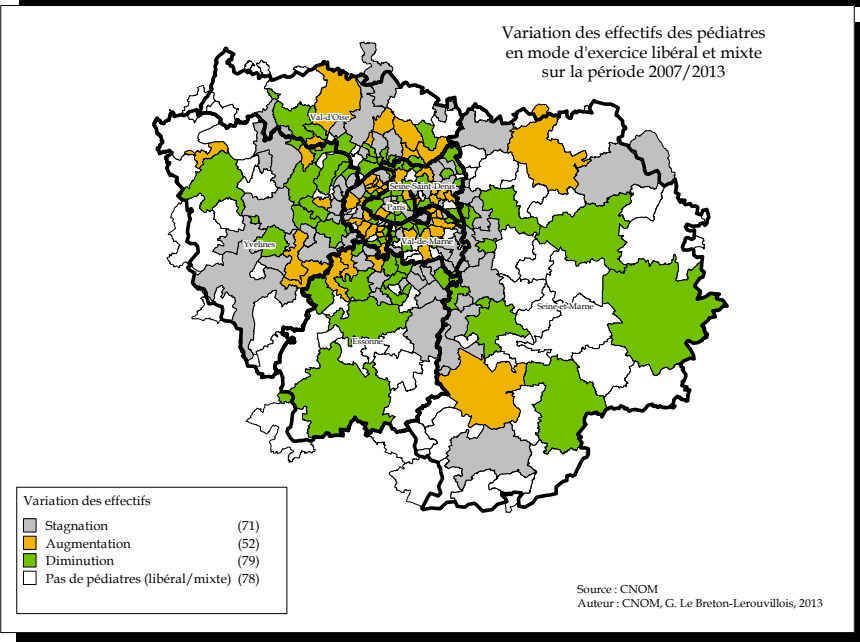 Variation des effectifs des pédiatres
en mode d'exercice libéral et mixte
sur la période 2007/2013
Val-d'Oise
Seine-Saint-Denis
Paris
Yvelines
Val-de-Marne
Seine-et-Marne
Essonne
Variation des effectifs
Stagnation (71)
Augmentation (52)
Diminution (79)
Pas de pédiatres (libéral/mixte) (78)
Source : CNOM
Auteur : CNOM, G. Le Breton-Lerouvillois, 2013